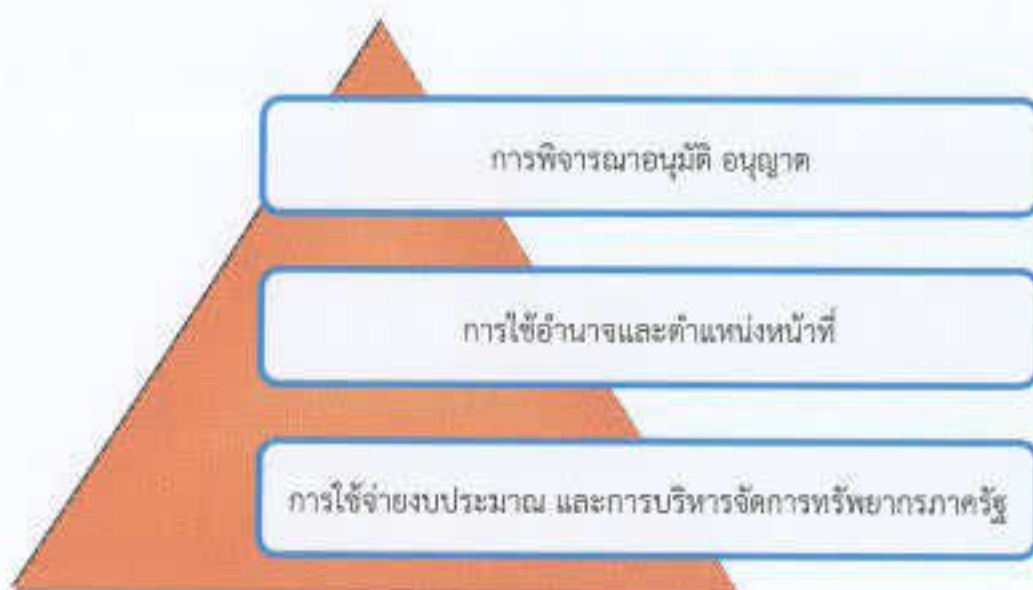 การพิจารณาอนุมัติ อนุญาต
การใช้อำนาจและตำแหน่งหน้าที่
การใช้จ่ายงบประมาณ และการบริหารจัดการทรัพยากรภาครัฐ